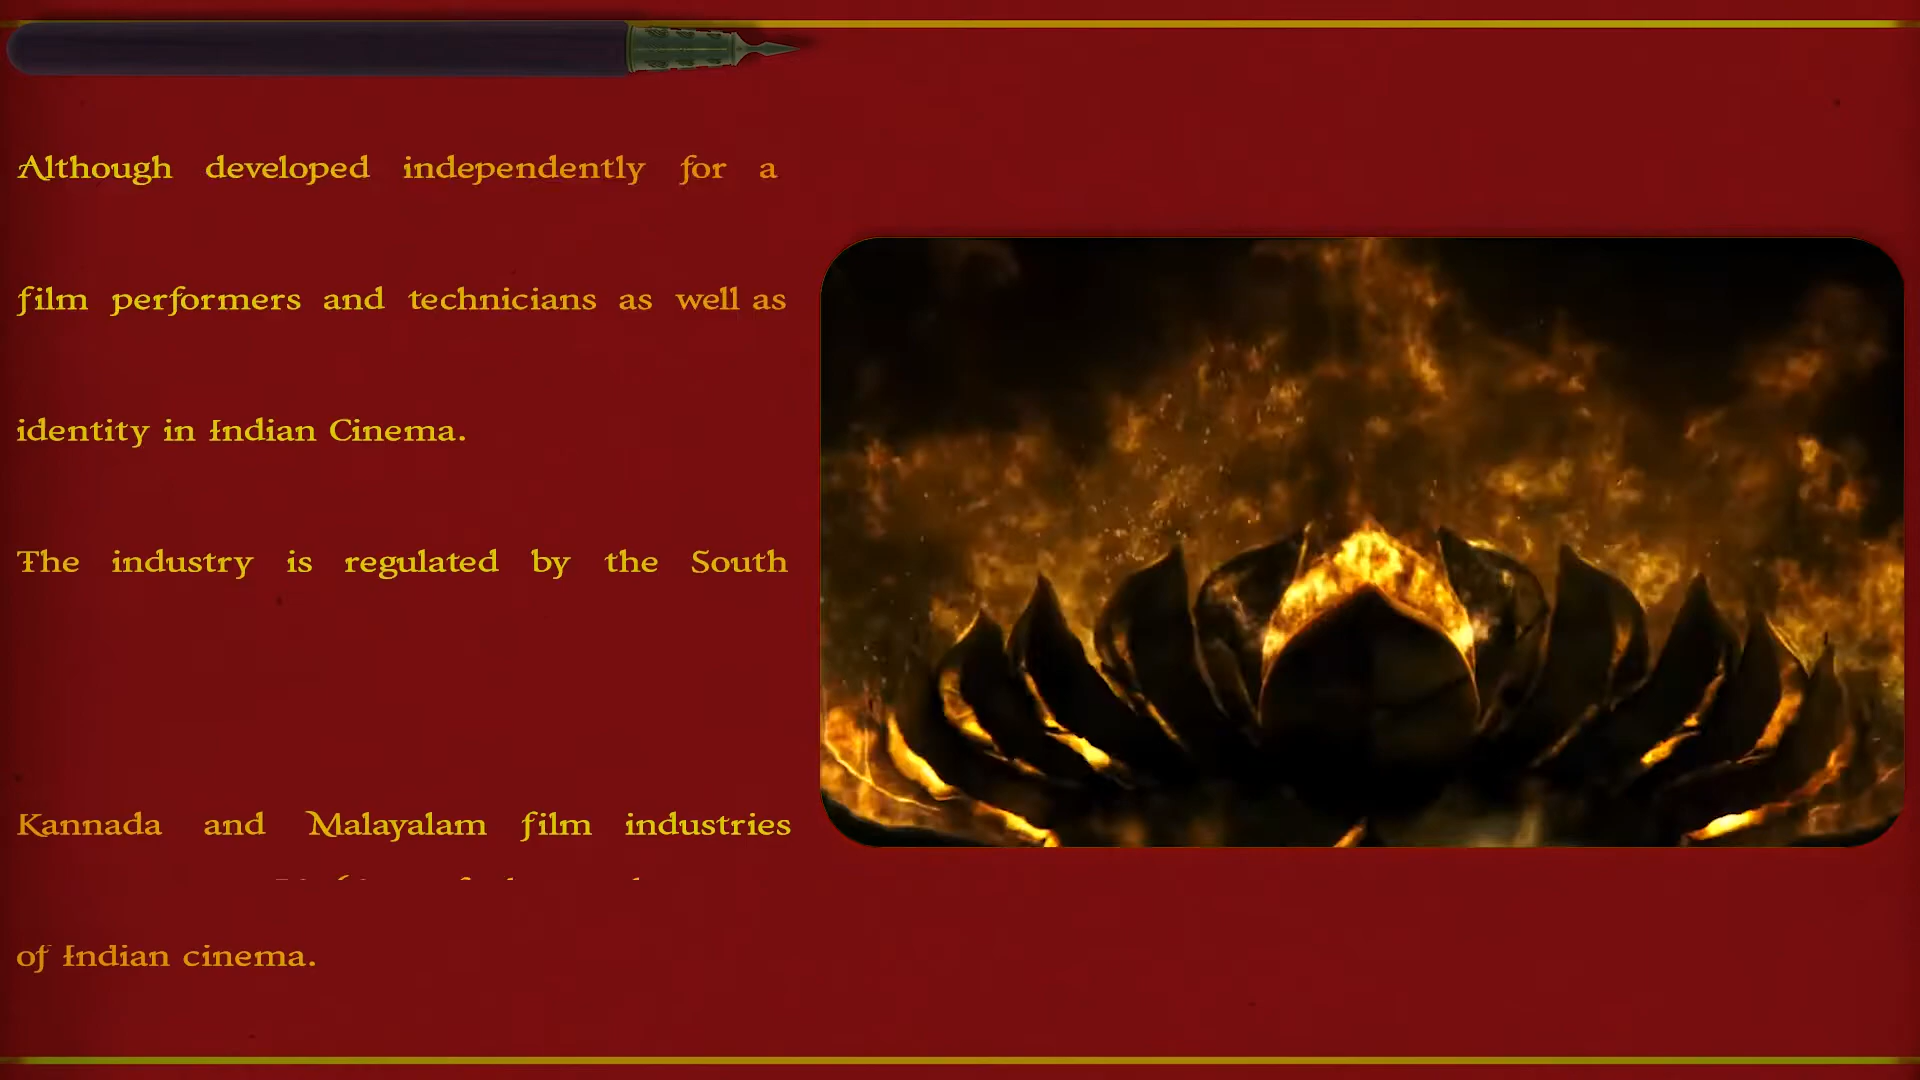 Although developed independently for a
film performers and technicians as well as
identity in Indian Cinema.
The industry is regulated by the South
Kannada and Malayalam film industries
of Indian cinema.